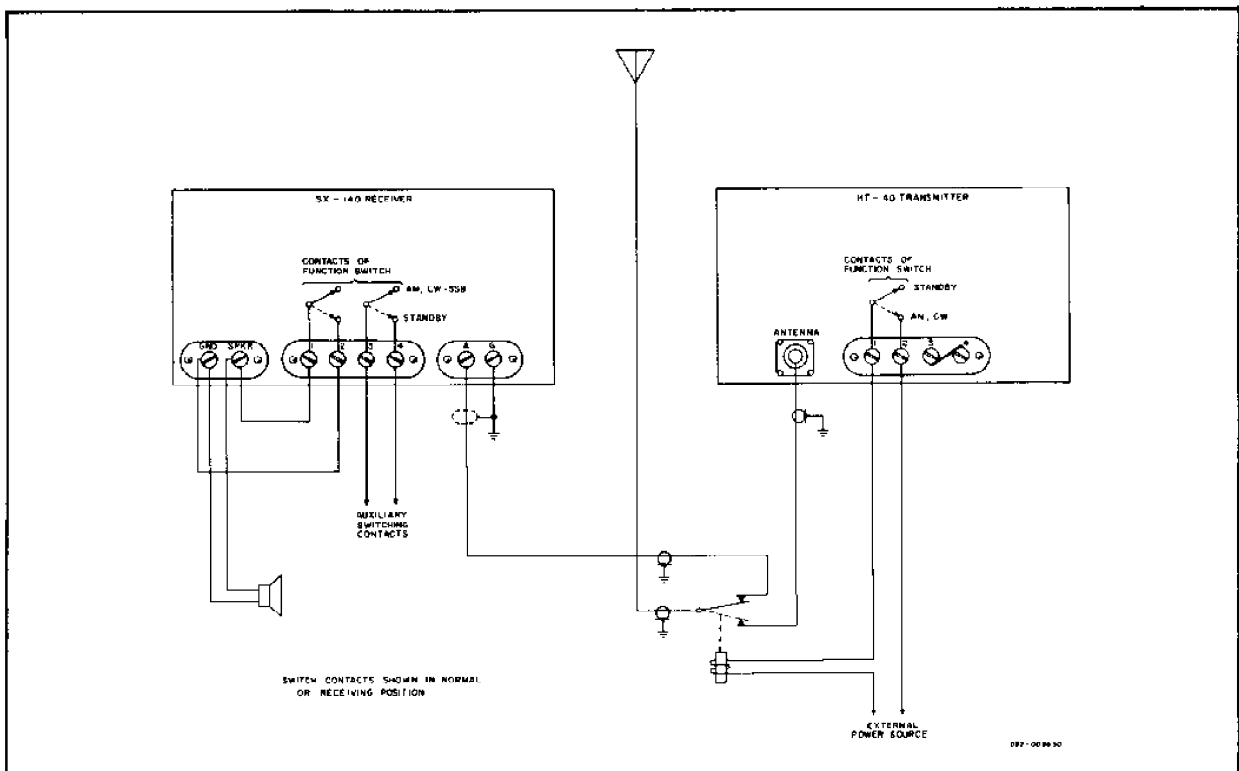 SX-140 RECEIVER
CONTACTS OF
FUNCTION SWITCH
AM, CW-SSB
STANDBY
GND SPKR
1 2 3 4
A G
AUXILIARY
SWITCHING
CONTACTS
HT-40 TRANSMITTER
CONTACTS OF
FUNCTION SWITCH
STANDBY
AM, CW
ANTENNA
1 2 3 4
SWITCH CONTACTS SHOWN IN NORMAL
OR RECEIVING POSITION
EXTERNAL
POWER SOURCE